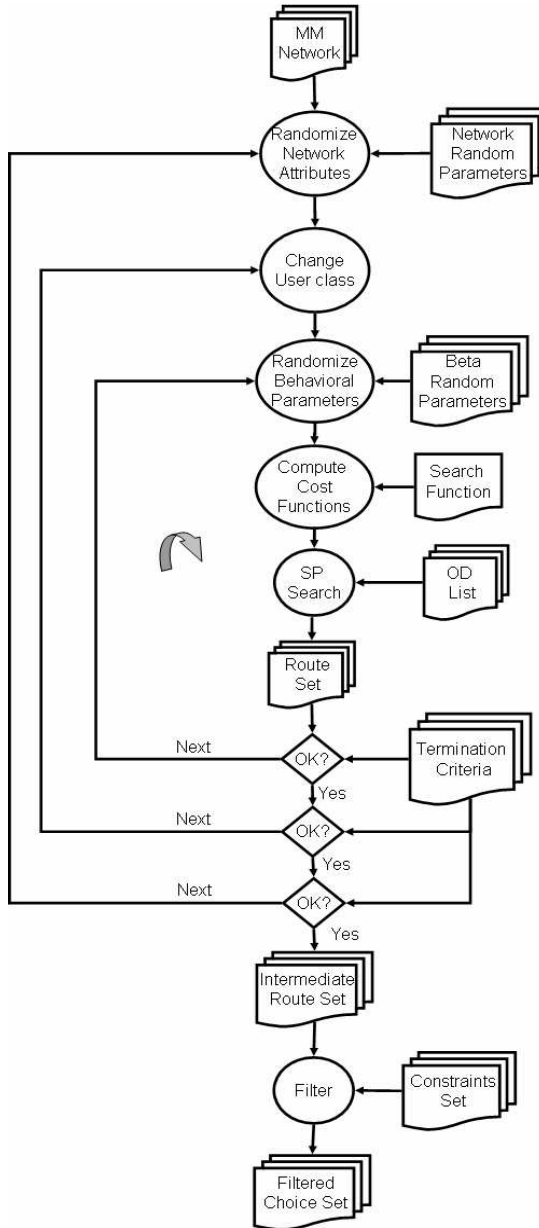 MM
Network
Randomize
Network
Attributes
Network
Random
Parameters
Change
User class
Randomize
Behavioral
Parameters
Beta
Random
Parameters
Compute
Cost
Functions
Search
Function
SP
Search
OD
List
Route
Set
Next
OK?
Termination
Criteria
Yes
Next
OK?
Yes
Next
OK?
Yes
Intermediate
Route Set
Filter
Constraints
Set
Filtered
Choice Set